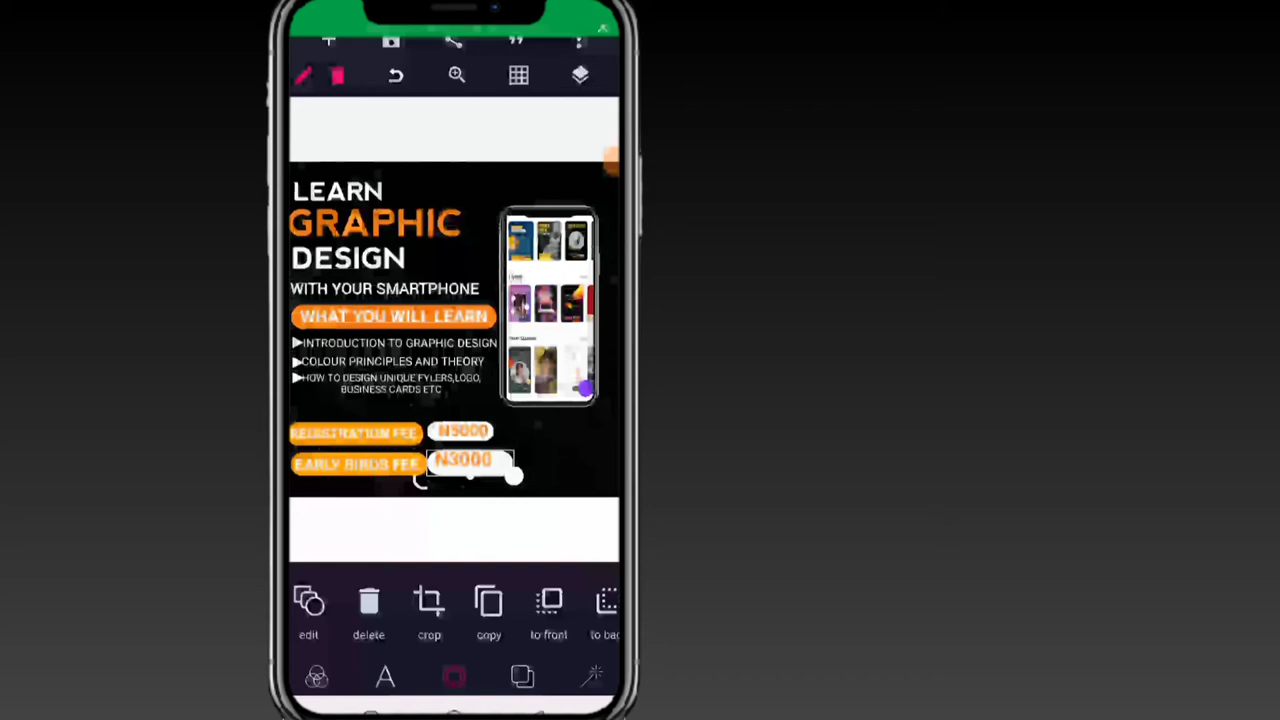 LEARN
GRAPHIC
DESIGN
WITH YOUR SMARTPHONE
WHAT YOU WILL LEARN
▶INTRODUCTION TO GRAPHIC DESIGN
▶COLOUR PRINCIPLES AND THEORY
▶HOW TO DESIGN UNIQUE FYLERS,LOGO,
BUSINESS CARDS ETC
REGISTRATION FEE N5000
EARLY BIRDS FEE N3000
edit delete crop copy to front to bac